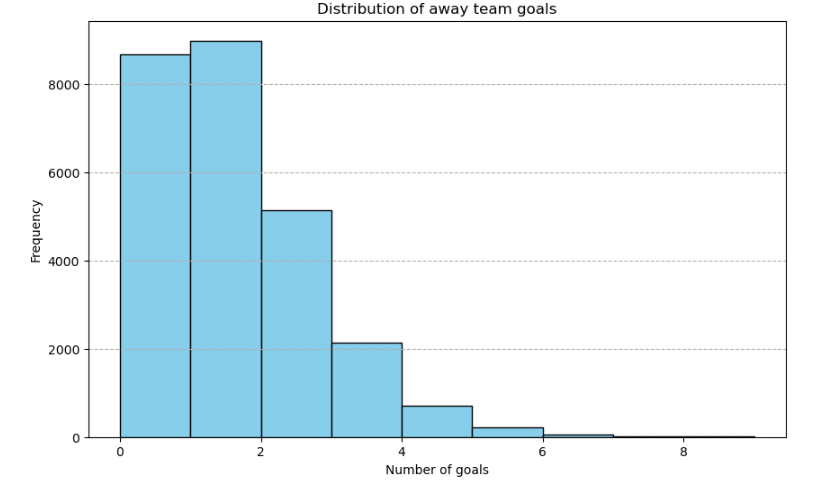 Distribution of away team goals
8000
6000
4000
2000
0
Frequency
0 2 4 6 8
Number of goals